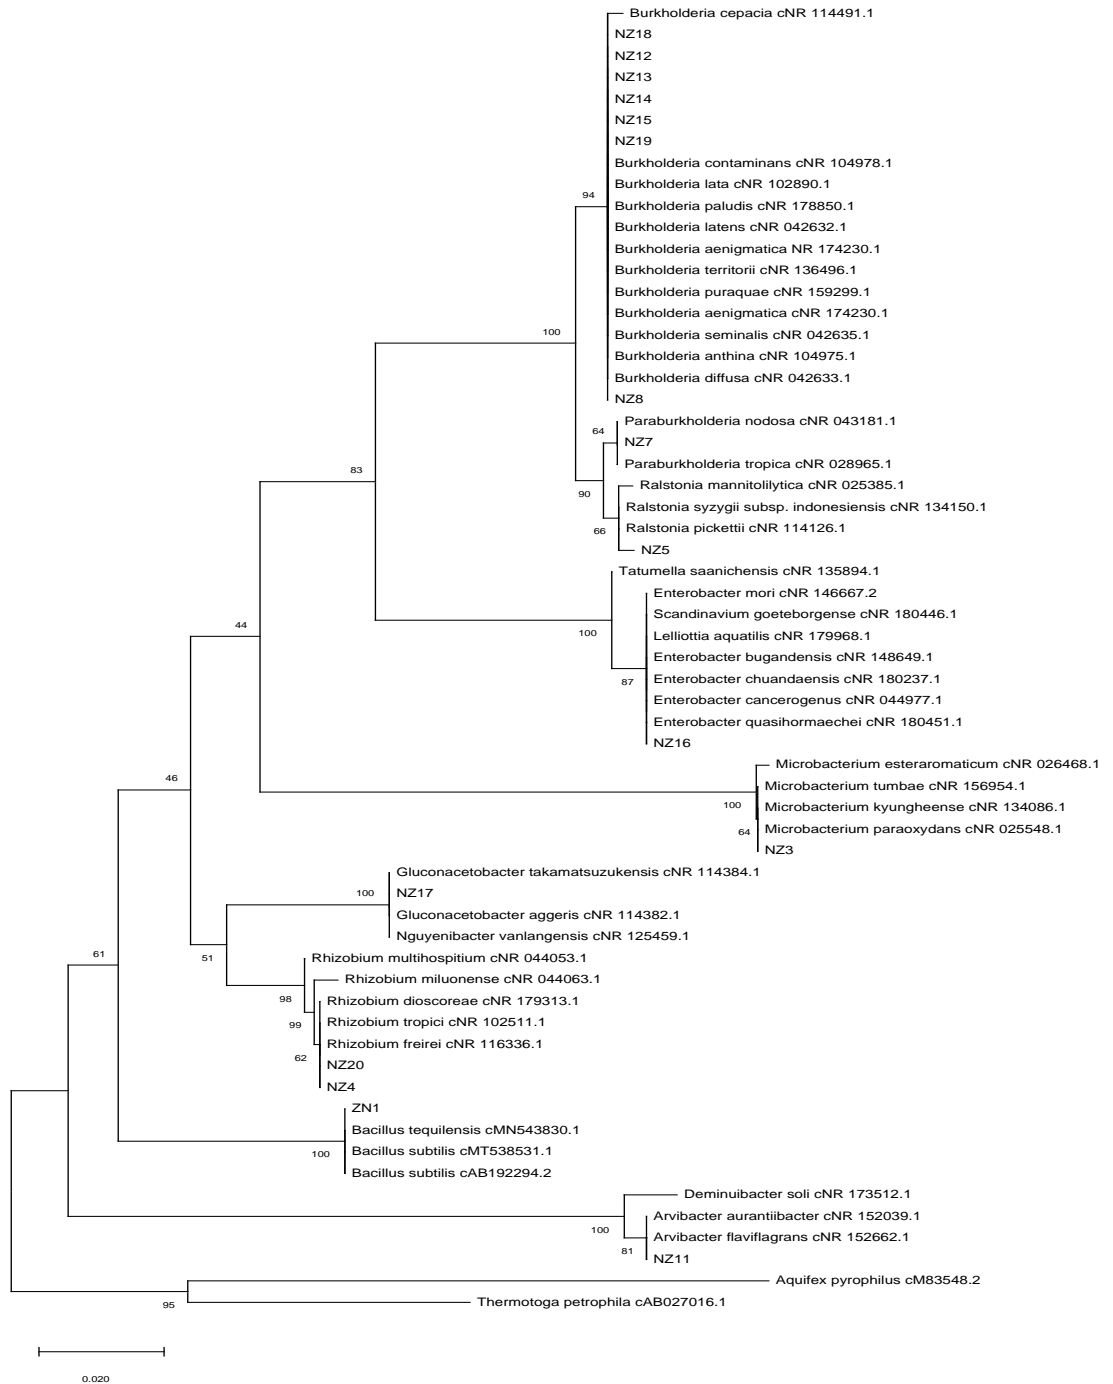 Burkholderia cepacia cNR 114491.1
NZ18
NZ12
NZ13
NZ14
NZ15
NZ19
Burkholderia contaminans cNR 104978.1
Burkholderia lata cNR 102890.1
94
Burkholderia paludis cNR 178850.1
Burkholderia latens cNR 042632.1
Burkholderia aenigmatica NR 174230.1
Burkholderia territorii cNR 136496.1
Burkholderia puraquae cNR 159299.1
Burkholderia aenigmatica cNR 174230.1
100
Burkholderia seminalis cNR 042635.1
Burkholderia anthina cNR 104975.1
Burkholderia diffusa cNR 042633.1
NZ8
Paraburkholderia nodosa cNR 043181.1
64
NZ7
Paraburkholderia tropica cNR 028965.1
83
Ralstonia mannitolilytica cNR 025385.1
90
Ralstonia syzygii subsp. indonesiensis cNR 134150.1
Ralstonia pickettii cNR 114126.1
66
NZ5
Tatumella saanichensis cNR 135894.1
Enterobacter mori cNR 146667.2
Scandinavium goeteborgense cNR 180446.1
44
100
Lelliottia aquatilis cNR 179968.1
Enterobacter bugandensis cNR 148649.1
Enterobacter chuandaensis cNR 180237.1
87
Enterobacter cancerogenus cNR 044977.1
Enterobacter quasihormaechei cNR 180451.1
NZ16
Microbacterium esteraromaticum cNR 026468.1
46
Microbacterium tumbae cNR 156954.1
100
Microbacterium kyungheense cNR 134086.1
Microbacterium paraoxydans cNR 025548.1
64
NZ3
Gluconacetobacter takamatsuzukensis cNR 114384.1
100
NZ17
Gluconacetobacter aggeris cNR 114382.1
Nguyenibacter vanlangensis cNR 125459.1
61
51
Rhizobium multihospitium cNR 044053.1
Rhizobium miluonense cNR 044063.1
98
Rhizobium dioscoreae cNR 179313.1
99
Rhizobium tropici cNR 102511.1
Rhizobium freirei cNR 116336.1
62
NZ20
NZ4
ZN1
Bacillus tequilensis cMN543830.1
100
Bacillus subtilis cMT538531.1
Bacillus subtilis cAB192294.2
Deminuibacter soli cNR 173512.1
Arvibacter aurantiibacter cNR 152039.1
100
Arvibacter flaviflagrans cNR 152662.1
81
NZ11
Aquifex pyrophilus cM83548.2
95
Thermotoga petrophila cAB027016.1
0.020